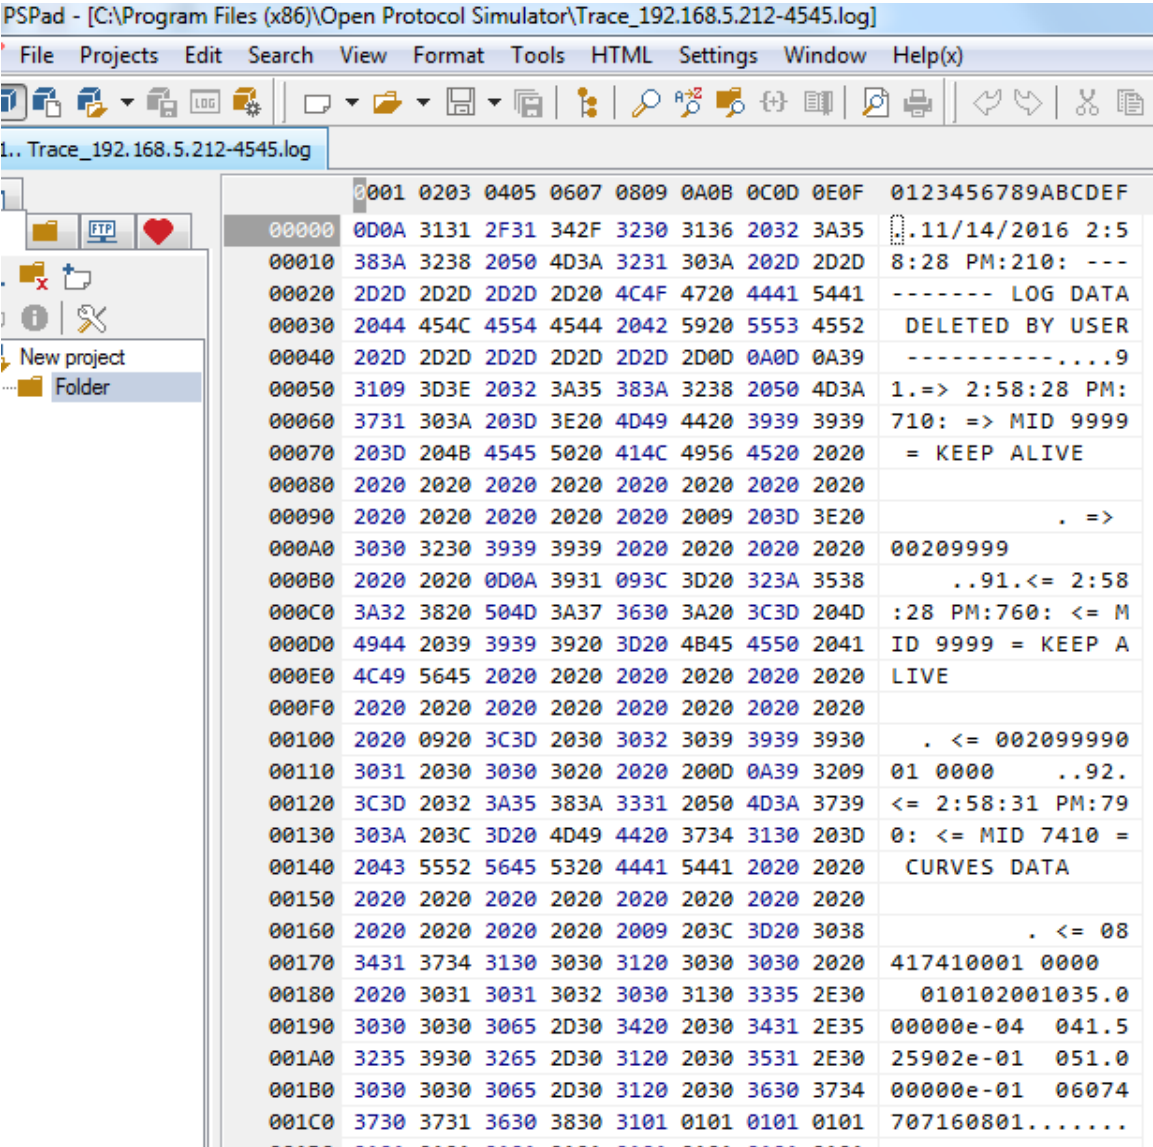 PSPad - [C:\Program Files (x86)\Open Protocol Simulator\Trace_192.168.5.212-4545.log]
File Projects Edit Search View Format Tools HTML Settings Window Help(x)
LOG
1.. Trace_192.168.5.212-4545.log
FTP
New project
Folder
0001 0203 0405 0607 0809 0A0B 0C0D 0E0F 0123456789ABCDEF
00000 0D0A 3131 2F31 342F 3230 3136 2032 3A35 ..11/14/2016 2:5
00010 383A 3238 2050 4D3A 3231 303A 202D 2D2D 8:28 PM:210: ---
00020 2D2D 2D2D 2D2D 2D20 4C4F 4720 4441 5441 ------- LOG DATA
00030 2044 454C 4554 4544 2042 5920 5553 4552 DELETED BY USER
00040 202D 2D2D 2D2D 2D2D 2D2D 2D0D 0A0D 0A39 ----------....9
00050 3109 3D3E 2032 3A35 383A 3238 2050 4D3A 1.=> 2:58:28 PM:
00060 3731 303A 203D 3E20 4D49 4420 3939 3939 710: => MID 9999
00070 203D 204B 4545 5020 414C 4956 4520 2020 = KEEP ALIVE
00080 2020 2020 2020 2020 2020 2020 2020 2020
00090 2020 2020 2020 2020 2020 2009 203D 3E20 . =>
000A0 3030 3230 3939 3939 2020 2020 2020 2020 00209999
000B0 2020 2020 0D0A 3931 093C 3D20 323A 3538 ..91.<= 2:58
000C0 3A32 3820 504D 3A37 3630 3A20 3C3D 204D :28 PM:760: <= M
000D0 4944 2039 3939 3920 3D20 4B45 4550 2041 ID 9999 = KEEP A
000E0 4C49 5645 2020 2020 2020 2020 2020 2020 LIVE
000F0 2020 2020 2020 2020 2020 2020 2020 2020
00100 2020 0920 3C3D 2030 3032 3039 3939 3930 . <= 002099990
00110 3031 2030 3030 3020 2020 200D 0A39 3209 01 0000 ..92.
00120 3C3D 2032 3A35 383A 3331 2050 4D3A 3739 <= 2:58:31 PM:79
00130 303A 203C 3D20 4D49 4420 3734 3130 203D 0: <= MID 7410 =
00140 2043 5552 5645 5320 4441 5441 2020 2020 CURVES DATA
00150 2020 2020 2020 2020 2020 2020 2020 2020
00160 2020 2020 2020 2020 2009 203C 3D20 3038 . <= 08
00170 3431 3734 3130 3030 3120 3030 3030 2020 417410001 0000
00180 2020 3031 3031 3032 3030 3130 3335 2E30 010102001035.0
00190 3030 3030 3065 2D30 3420 2030 3431 2E35 00000e-04 041.5
001A0 3235 3930 3265 2D30 3120 2030 3531 2E30 25902e-01 051.0
001B0 3030 3030 3065 2D30 3120 2030 3630 3734 00000e-01 06074
001C0 3730 3731 3630 3830 3101 0101 0101 0101 707160801.......